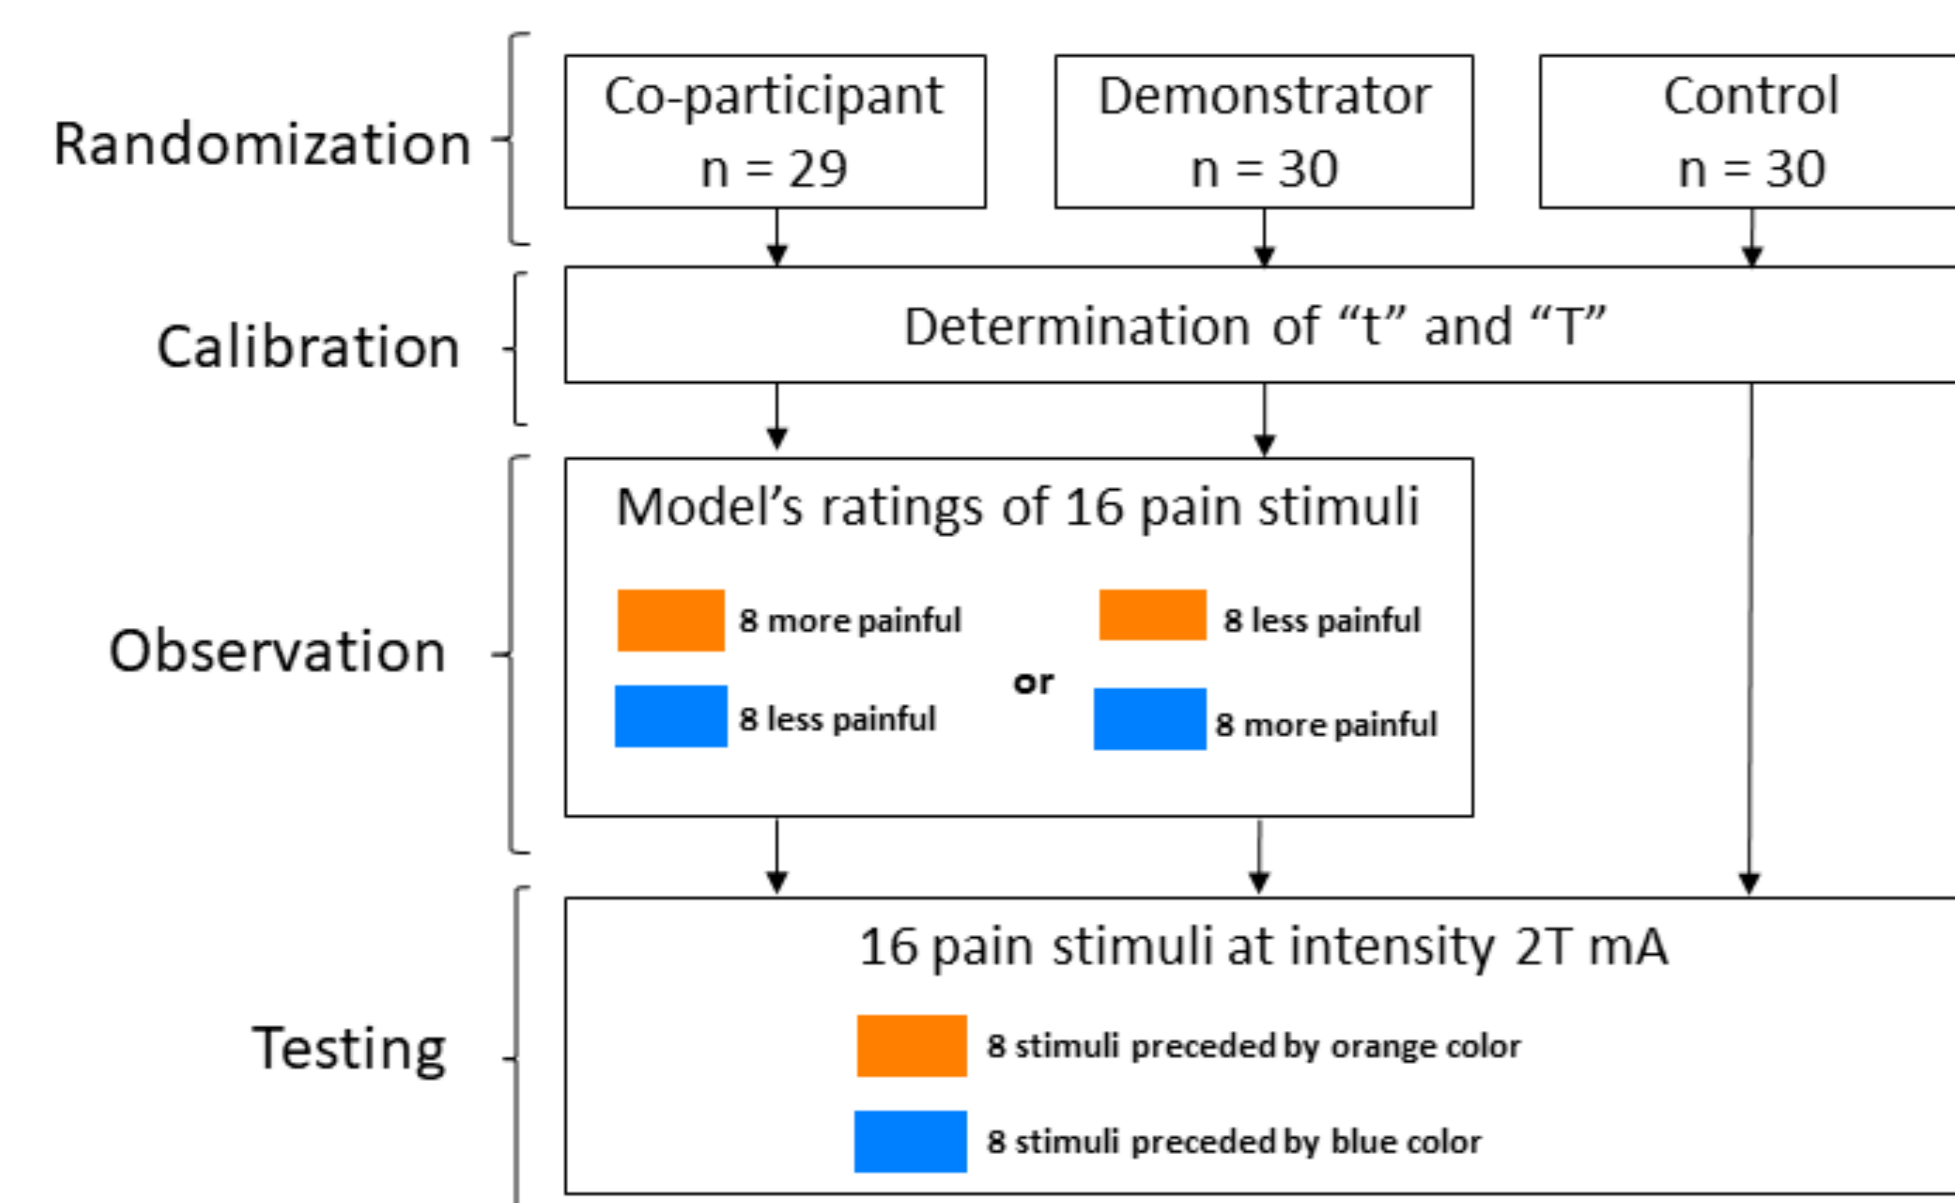 Randomization
Co-participant
n = 29
Demonstrator
n = 30
Control
n = 30
Calibration
Determination of “t” and “T”
Observation
Model’s ratings of 16 pain stimuli
8 more painful
8 less painful
or
8 less painful
8 more painful
Testing
16 pain stimuli at intensity 2T mA
8 stimuli preceded by orange color
8 stimuli preceded by blue color